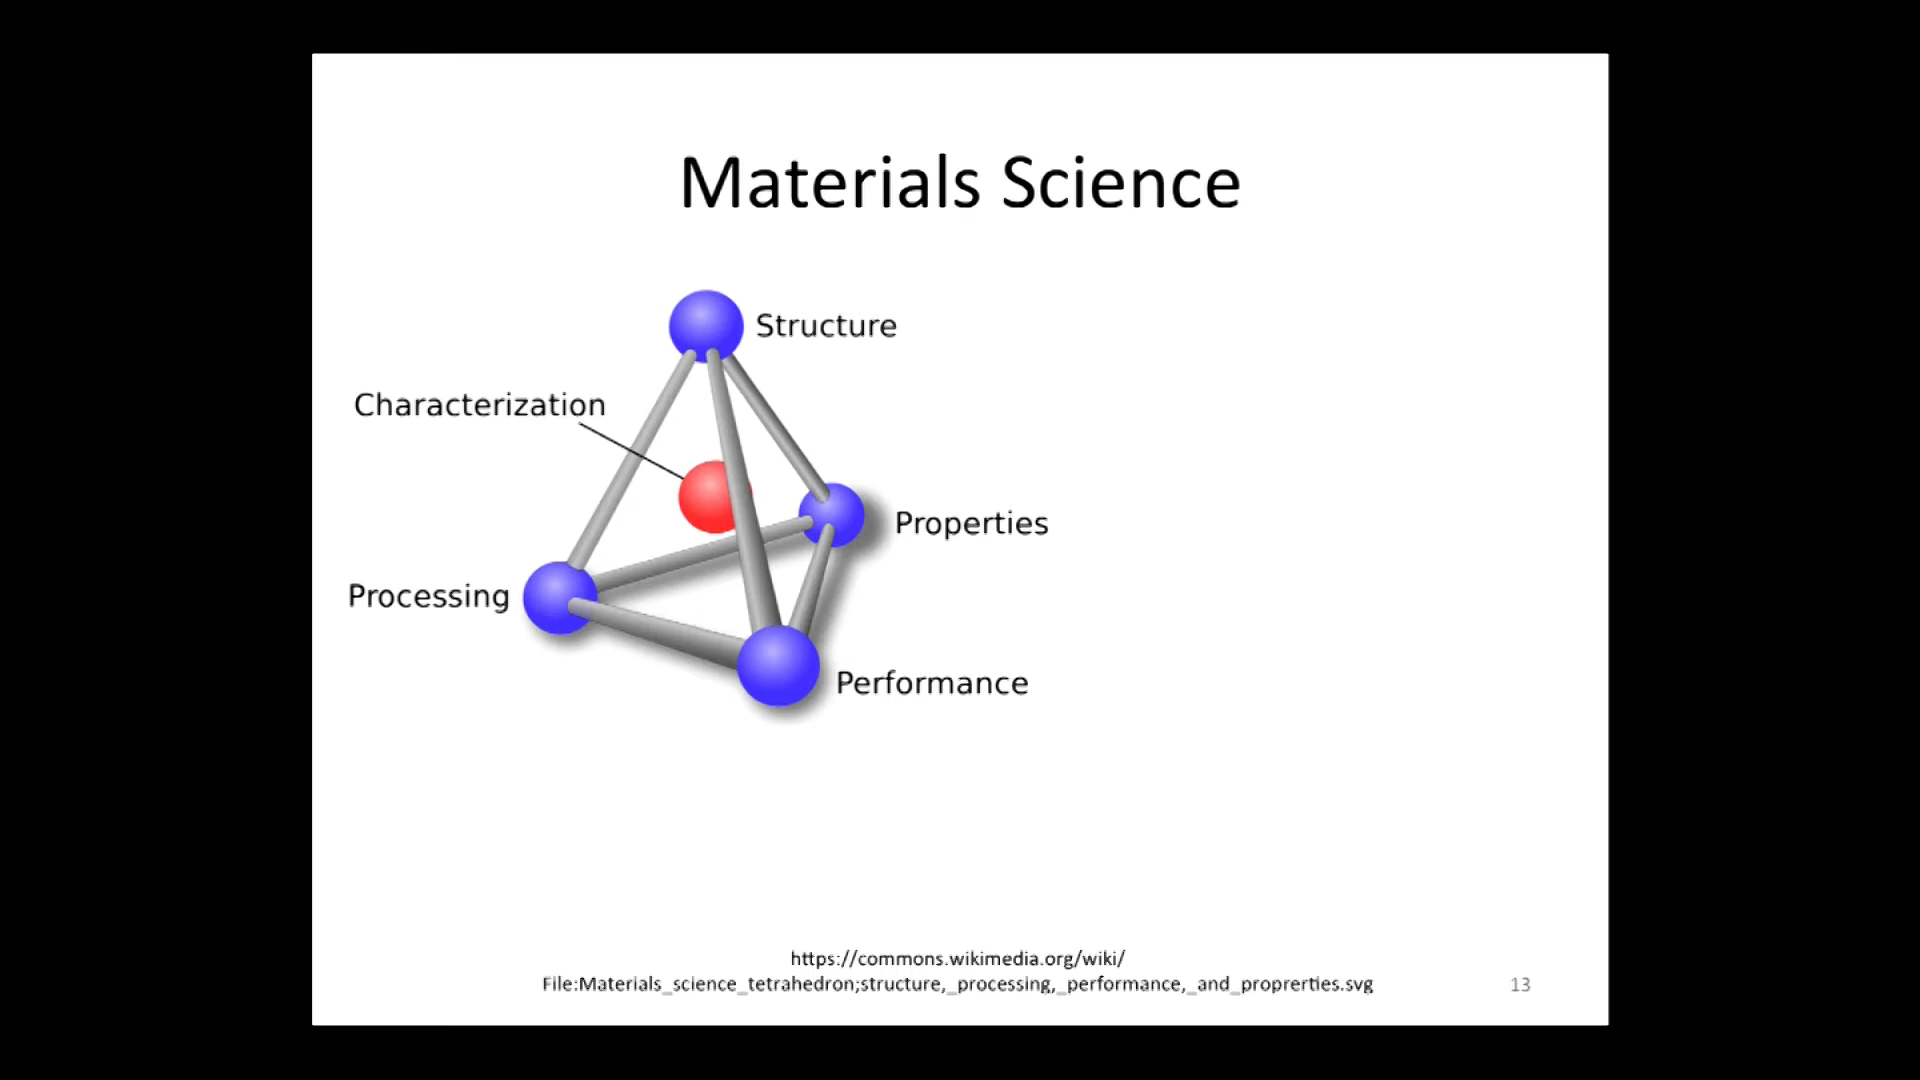 Materials Science
Structure
Characterization
Properties
Processing
Performance
https://commons.wikimedia.org/wiki/
File:Materials_science_tetrahedron;structure,_processing,_performance,_and_proprerties.svg
13